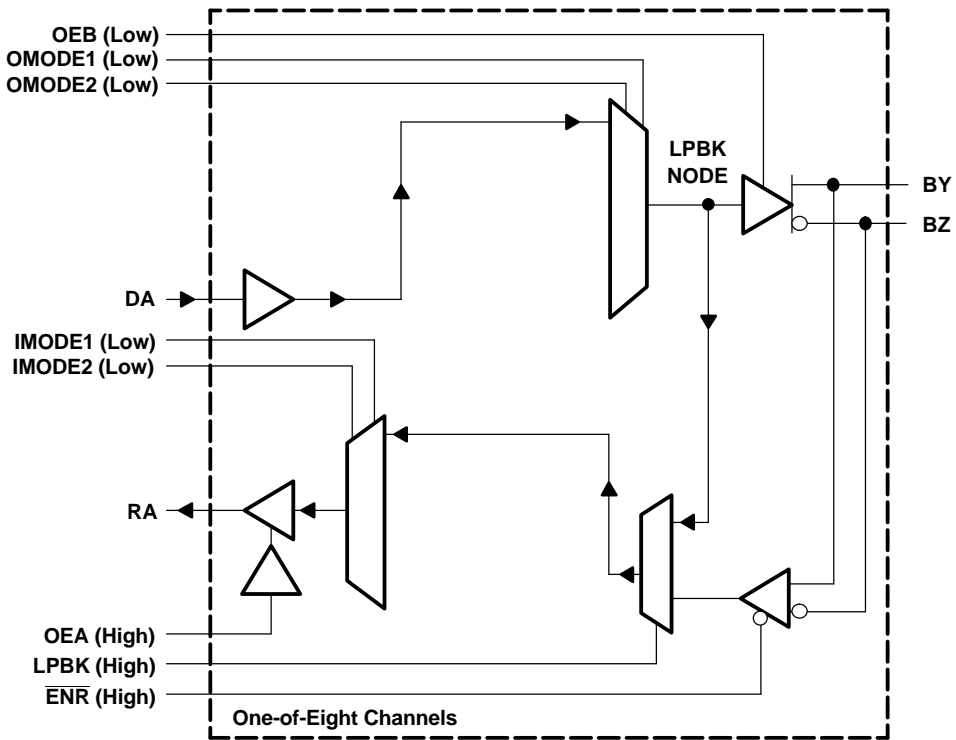 OEB (Low)
OMODE1 (Low)
OMODE2 (Low)
LPBK
NODE
BY
BZ
DA
IMODE1 (Low)
IMODE2 (Low)
RA
OEA (High)
LPBK (High)
E̅N̅R̅ (High)
One-of-Eight Channels